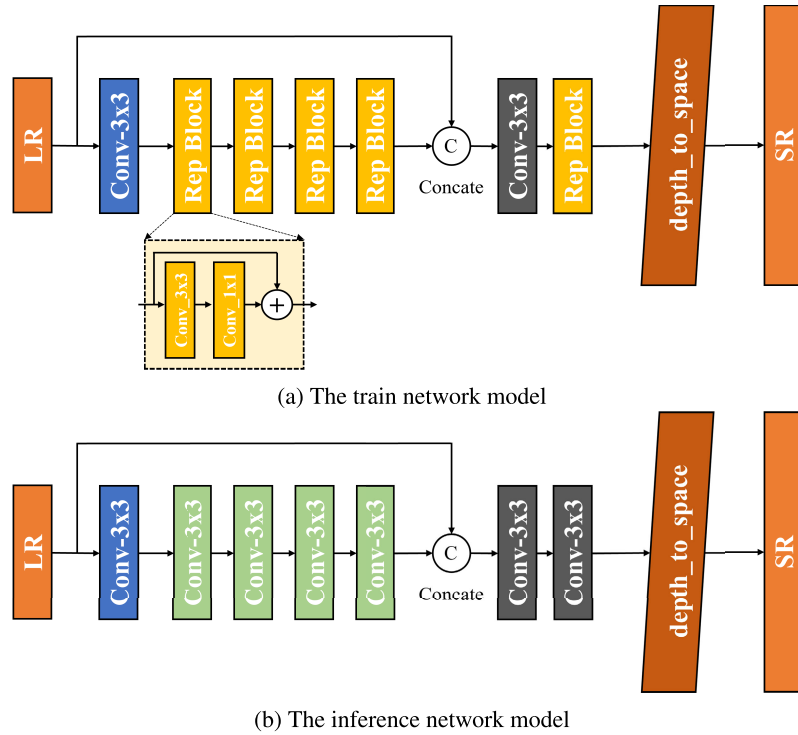 LR
Conv-3x3
Rep Block
Rep Block
Rep Block
Rep Block
C
Concate
Conv-3x3
Rep Block
depth_to_space
SR
Conv_3x3
Conv_1x1
+
(a) The train network model
LR
Conv-3x3
Conv-3x3
Conv-3x3
Conv-3x3
Conv-3x3
C
Concate
Conv-3x3
Conv-3x3
depth_to_space
SR
(b) The inference network model